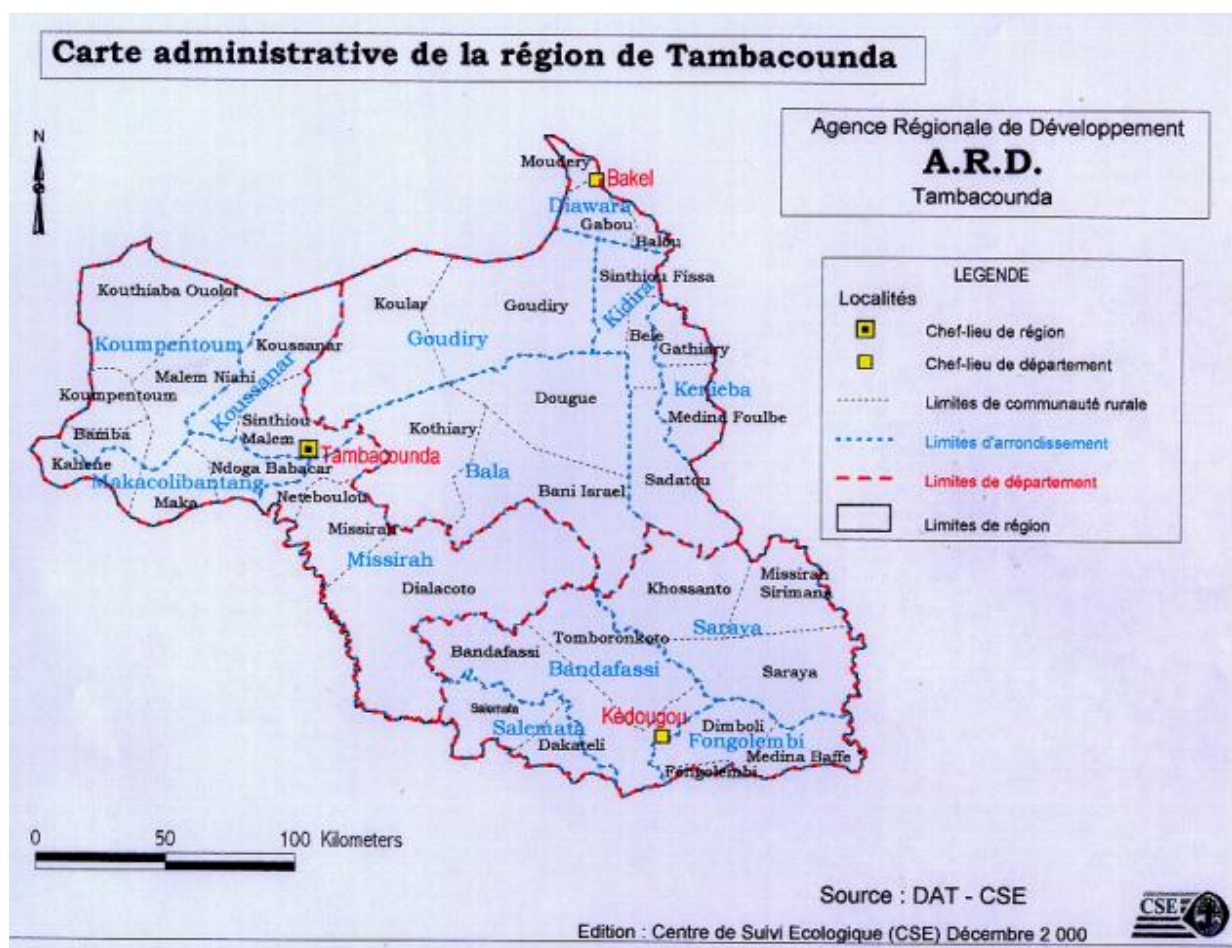 Carte administrative de la région de Tambacounda
Agence Régionale de Développement
A.R.D.
Tambacounda
N
Moudery
Bakel
Diawara
Gabou
Balou
Sinthiou Fissa
Kidira
Kouthiaba Ouolof
Koular
Goudiry
Goudiry
Koumpentoum
Koussanar
Koussanar
Bele
Gathiary
Malem Niahi
Kenieba
Koumpentoum
Dougue
Medina Foulbe
Bamba
Sinthiou
Malem
Kothiary
Tambacounda
Kahene
Ndoga Babacar
Bala
Makacolibantang
Maka
Neteboulou
Bani Israel
Sadatou
Missirah
Missirah
Dialacoto
Khossanto
Missirah
Sirimana
Tomboronkoto
Saraya
Bandafassi
Bandafassi
Saraya
Salemata
Salemata
Kédougou
Dimboli
Dakateli
Fongolembi
Medina Baffe
Fongolembi
LEGENDE
Localités
Chef-lieu de région
Chef-lieu de département
Limites de communauté rurale
Limites d'arrondissement
Limites de département
Limites de région
0 50 100 Kilometers
Source : DAT - CSE
CSE
Edition : Centre de Suivi Ecologique (CSE) Décembre 2 000